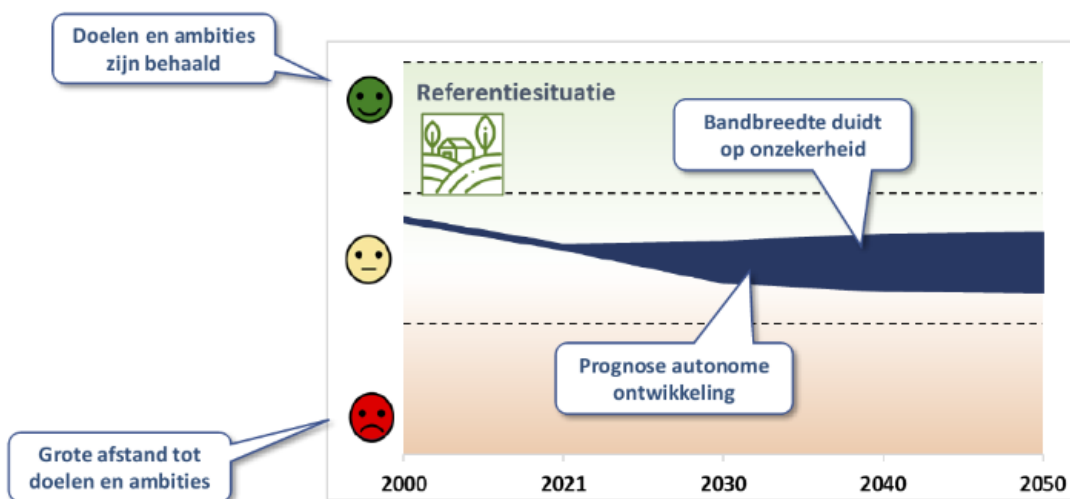 Doelen en ambities
zijn behaald
Referentiesituatie
Bandbreedte duidt
op onzekerheid
Prognose autonome
ontwikkeling
Grote afstand tot
doelen en ambities
2000 2021 2030 2040 2050